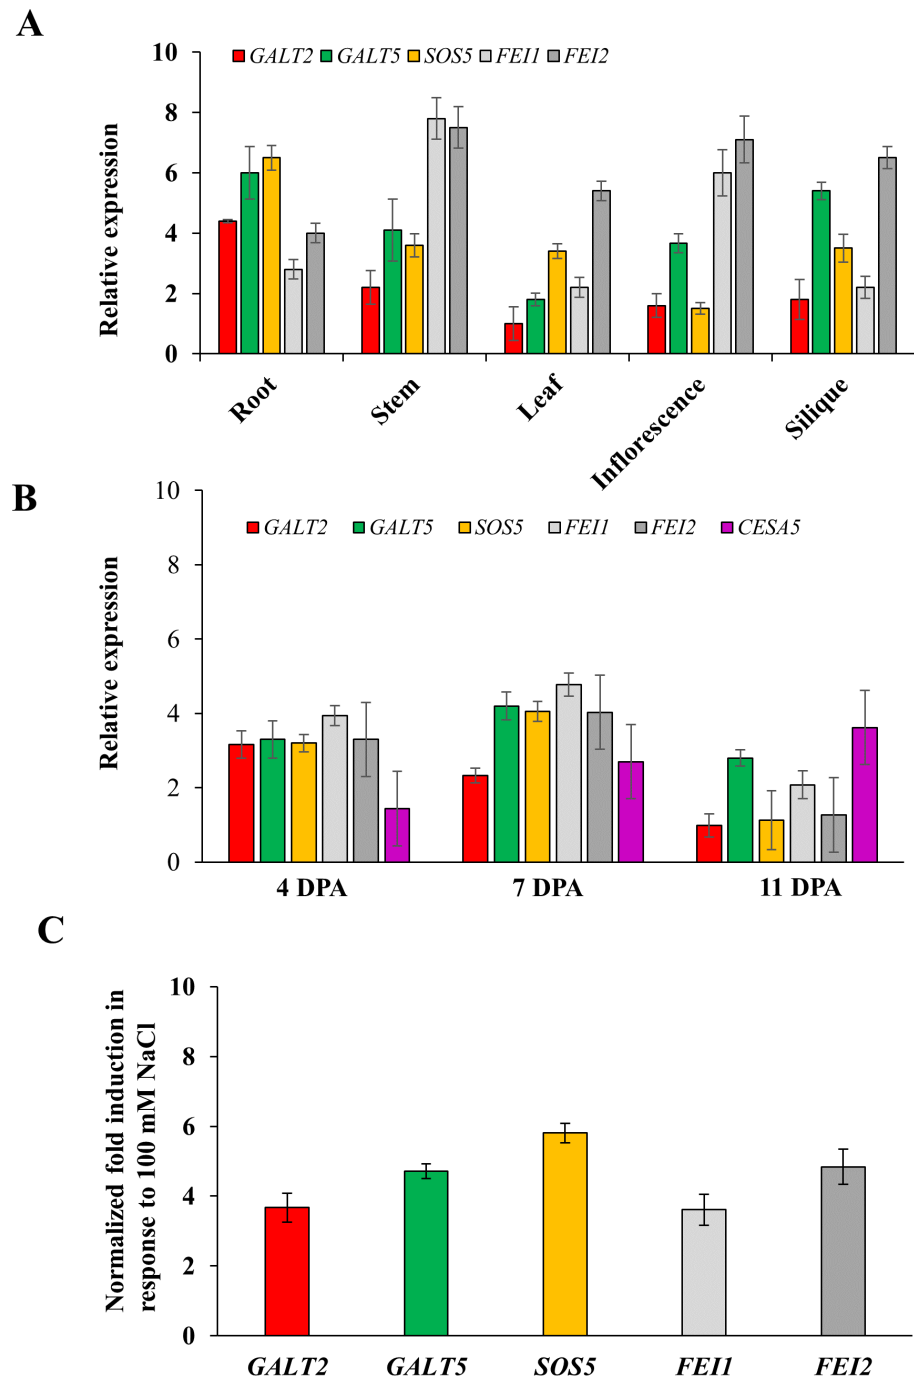 A
GALT2 GALT5 SOS5 FEI1 FEI2
Relative expression
10
8
6
4
2
0
Root Stem Leaf Inflorescence Silique
B
GALT2 GALT5 SOS5 FEI1 FEI2 CESA5
Relative expression
10
8
6
4
2
0
4 DPA 7 DPA 11 DPA
C
Normalized fold induction in
response to 100 mM NaCl
10
8
6
4
2
0
GALT2 GALT5 SOS5 FEI1 FEI2